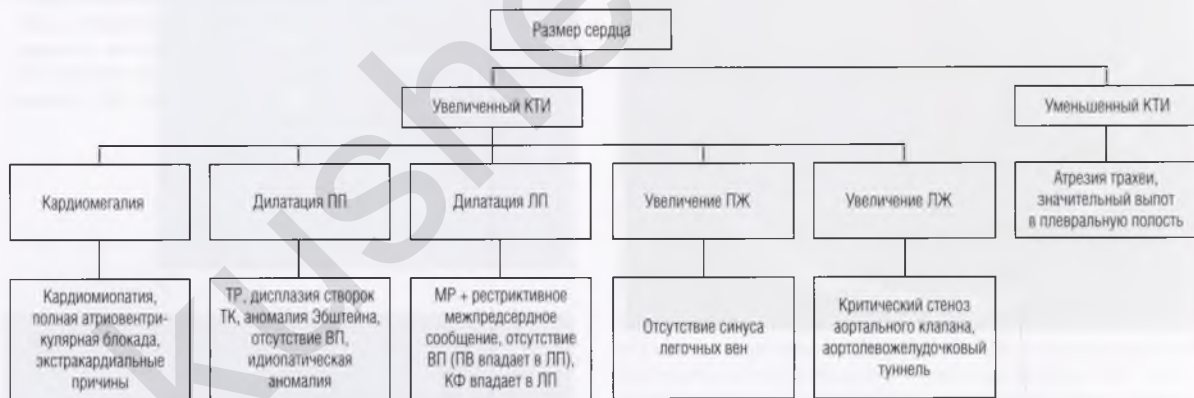 Размер сердца
Увеличенный КТИ
Уменьшенный КТИ
Кардиомегалия
Дилатация ПП
Дилатация ЛП
Увеличение ПЖ
Увеличение ЛЖ
Атрезия трахеи,
значительный выпот
в плевральную полость
Кардиомиопатия,
полная атриовентри-
кулярная блокада,
экстракардиальные
причины
ТР, дисплазия створок
ТК, аномалия Эбштейна,
отсутствие ВП,
идиопатическая
аномалия
МР + рестриктивное
межпредсердное
сообщение, отсутствие
ВП (ПВ впадает в ЛП),
КФ впадает в ЛП
Отсутствие синуса
легочных вен
Критический стеноз
аортального клапана,
аортолевожелудочковый
туннель
kushe